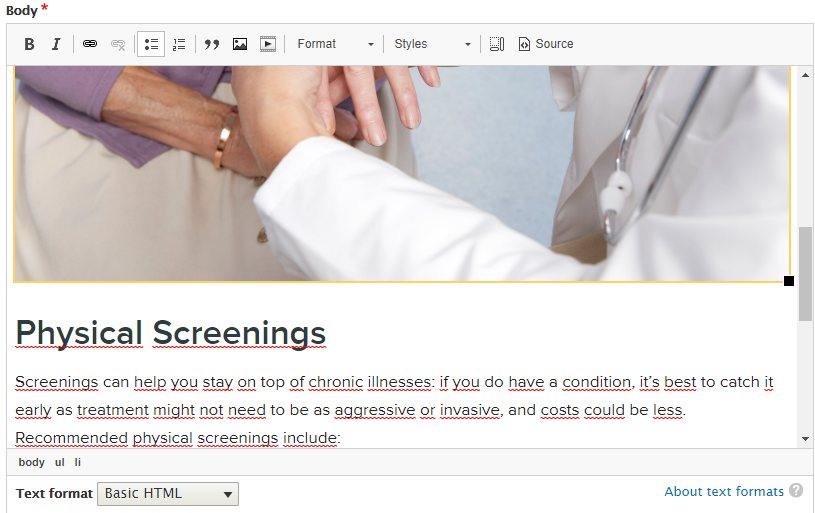 Body *
B I Format Styles Source
Physical Screenings
Screenings can help you stay on top of chronic illnesses: if you do have a condition, it’s best to catch it
early as treatment might not need to be as aggressive or invasive, and costs could be less.
Recommended physical screenings include:
body ul li
Text format Basic HTML About text formats ?